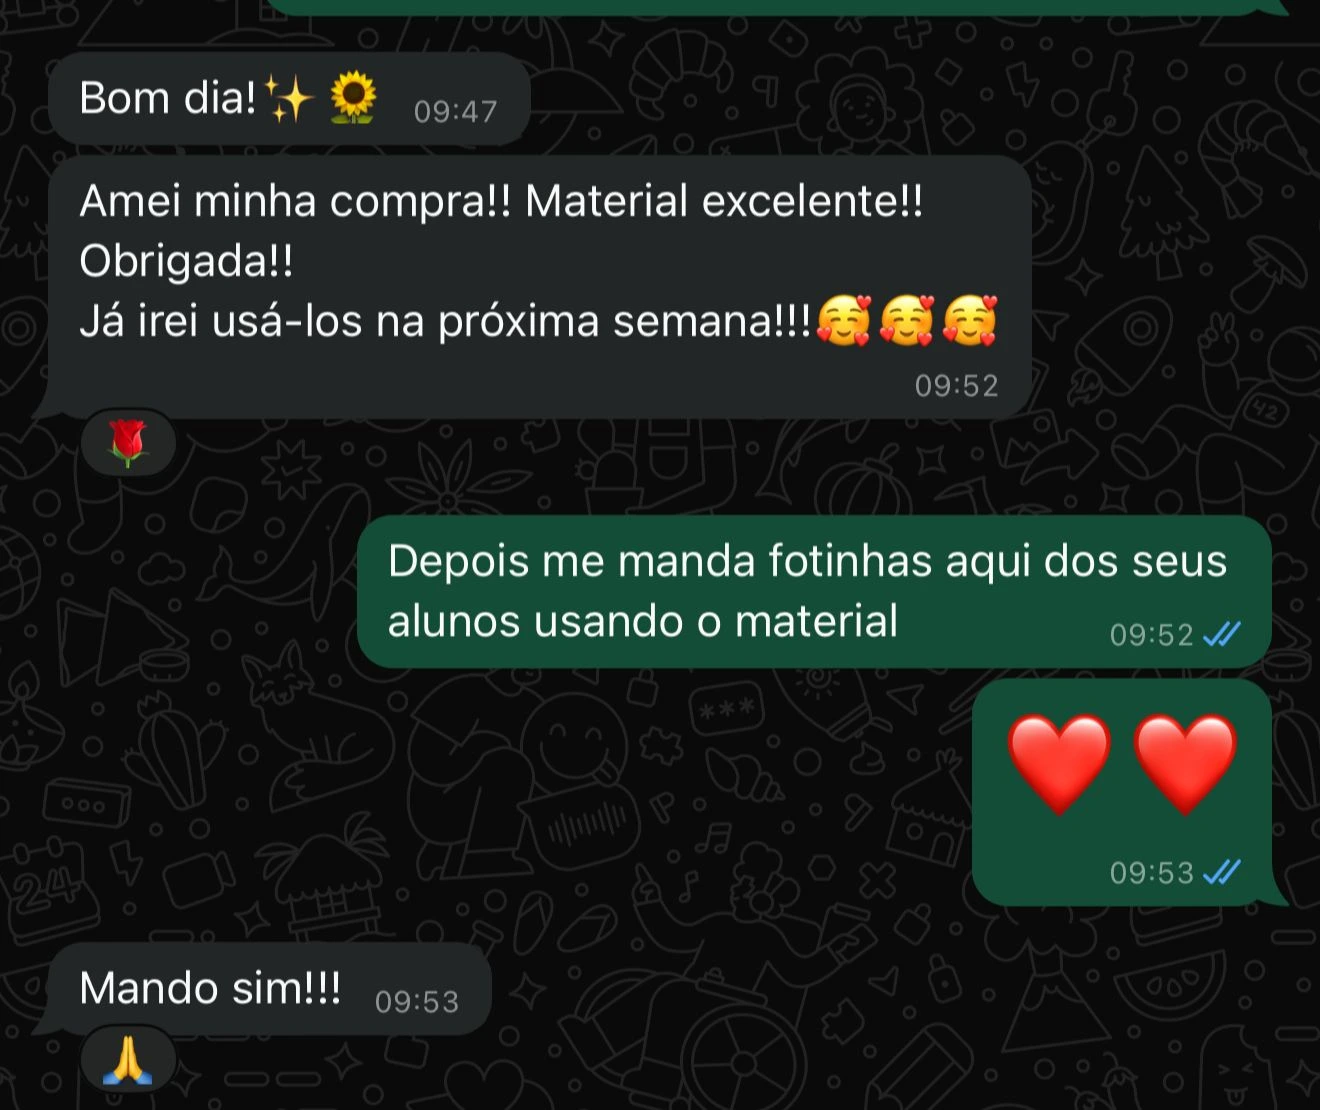 Bom dia!✨🌻 09:47
Amei minha compra!! Material excelente!!
Obrigada!!
Já irei usá-los na próxima semana!!!🥰🥰🥰
09:52
🌹
Depois me manda fotinhas aqui dos seus
alunos usando o material 09:52
❤️❤️
09:53
Mando sim!!! 09:53
🙏